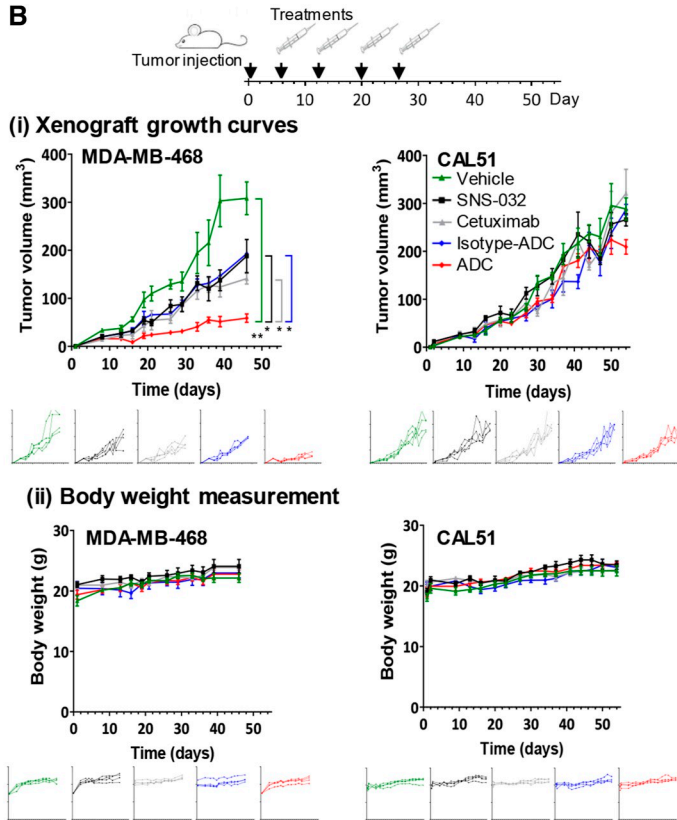 B
Treatments
Tumor injection
0 10 20 30 40 50 Day
(i) Xenograft growth curves
MDA-MB-468
Tumor volume (mm³)
400
300
200
100
0
0 10 20 30 40 50
Time (days)
**
*
*
*
CAL51
Vehicle
SNS-032
Cetuximab
Isotype-ADC
ADC
Tumor volume (mm³)
400
300
200
100
0
0 10 20 30 40 50
Time (days)
(ii) Body weight measurement
MDA-MB-468
Body weight (g)
30
20
10
0
0 10 20 30 40 50
Time (days)
CAL51
Body weight (g)
30
20
10
0
0 10 20 30 40 50
Time (days)